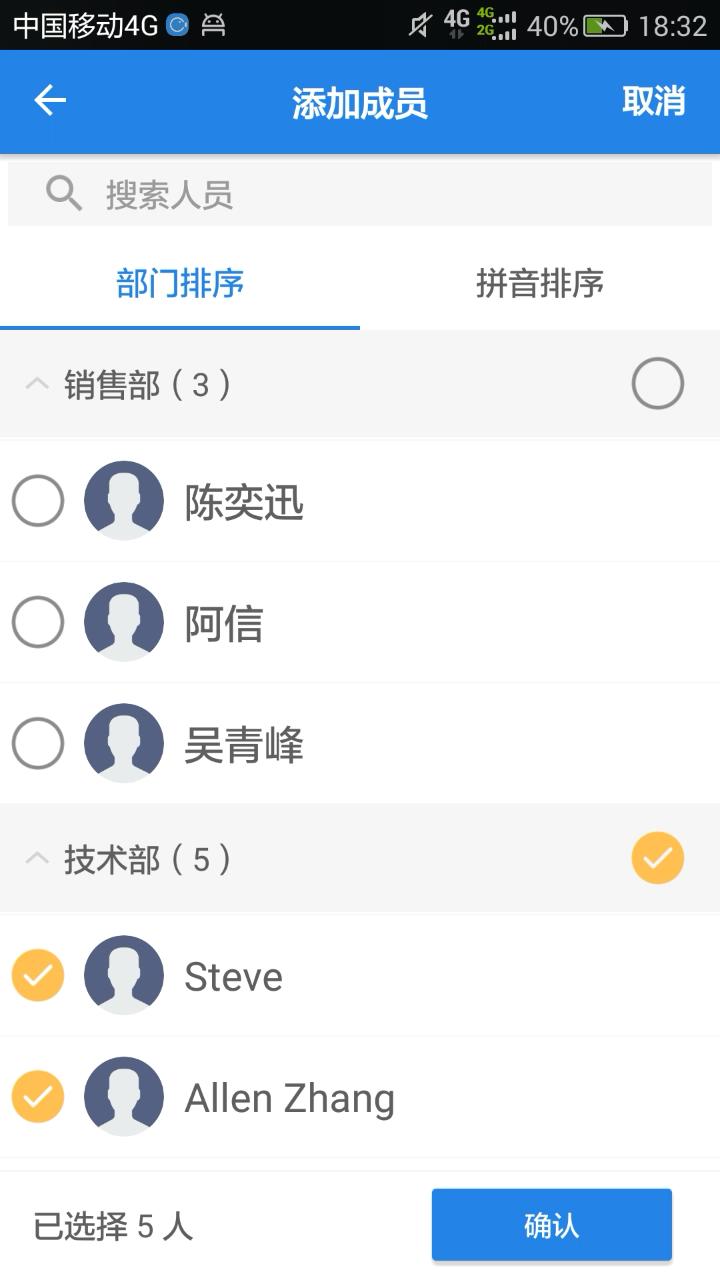 中国移动4G 4G 4G 2G 40% 18:32
添加成员 取消
搜索人员
部门排序 拼音排序
销售部 ( 3 )
陈奕迅
阿信
吴青峰
技术部 ( 5 )
Steve
Allen Zhang
已选择 5 人 确认